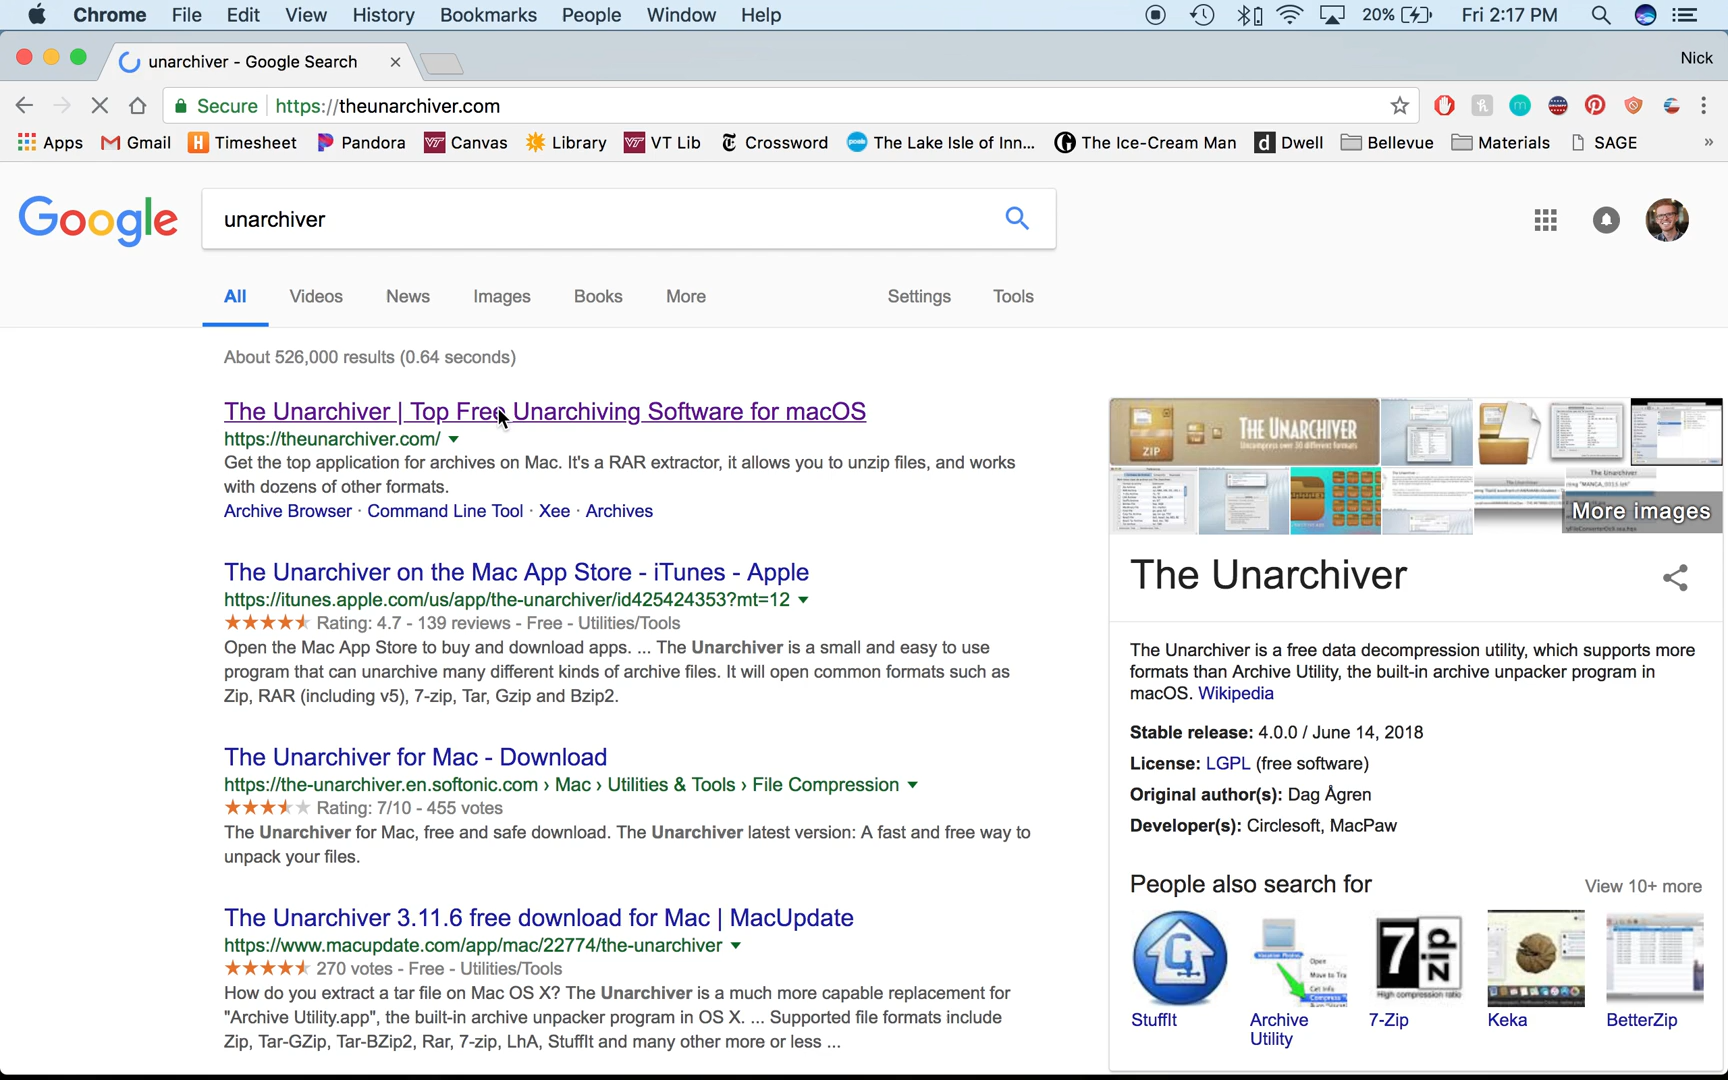 Chrome File Edit View History Bookmarks People Window Help 20% Fri 2:17 PM
unarchiver - Google Search Nick
Secure https://theunarchiver.com
Apps Gmail Timesheet Pandora Canvas Library VT Lib Crossword The Lake Isle of Inn... The Ice-Cream Man Dwell Bellevue Materials SAGE »
Google unarchiver
All Videos News Images Books More Settings Tools
About 526,000 results (0.64 seconds)
The Unarchiver | Top Free Unarchiving Software for macOS
https://theunarchiver.com/
Get the top application for archives on Mac. It's a RAR extractor, it allows you to unzip files, and works
with dozens of other formats.
Archive Browser · Command Line Tool · Xee · Archives
The Unarchiver on the Mac App Store - iTunes - Apple
https://itunes.apple.com/us/app/the-unarchiver/id425424353?mt=12
Rating: 4.7 - 139 reviews - Free - Utilities/Tools
Open the Mac App Store to buy and download apps. ... The Unarchiver is a small and easy to use
program that can unarchive many different kinds of archive files. It will open common formats such as
Zip, RAR (including v5), 7-zip, Tar, Gzip and Bzip2.
The Unarchiver for Mac - Download
https://the-unarchiver.en.softonic.com › Mac › Utilities & Tools › File Compression
Rating: 7/10 - 455 votes
The Unarchiver for Mac, free and safe download. The Unarchiver latest version: A fast and free way to
unpack your files.
The Unarchiver 3.11.6 free download for Mac | MacUpdate
https://www.macupdate.com/app/mac/22774/the-unarchiver
270 votes - Free - Utilities/Tools
How do you extract a tar file on Mac OS X? The Unarchiver is a much more capable replacement for
"Archive Utility.app", the built-in archive unpacker program in OS X. ... Supported file formats include
Zip, Tar-GZip, Tar-BZip2, Rar, 7-zip, LhA, StuffIt and many other more or less ...
ZIP
THE UNARCHIVER
More images
The Unarchiver
The Unarchiver is a free data decompression utility, which supports more
formats than Archive Utility, the built-in archive unpacker program in
macOS. Wikipedia
Stable release: 4.0.0 / June 14, 2018
License: LGPL (free software)
Original author(s): Dag Ågren
Developer(s): Circlesoft, MacPaw
People also search for View 10+ more
7 zip
High compression ratio
StuffIt
Archive
Utility
7-Zip
Keka
BetterZip